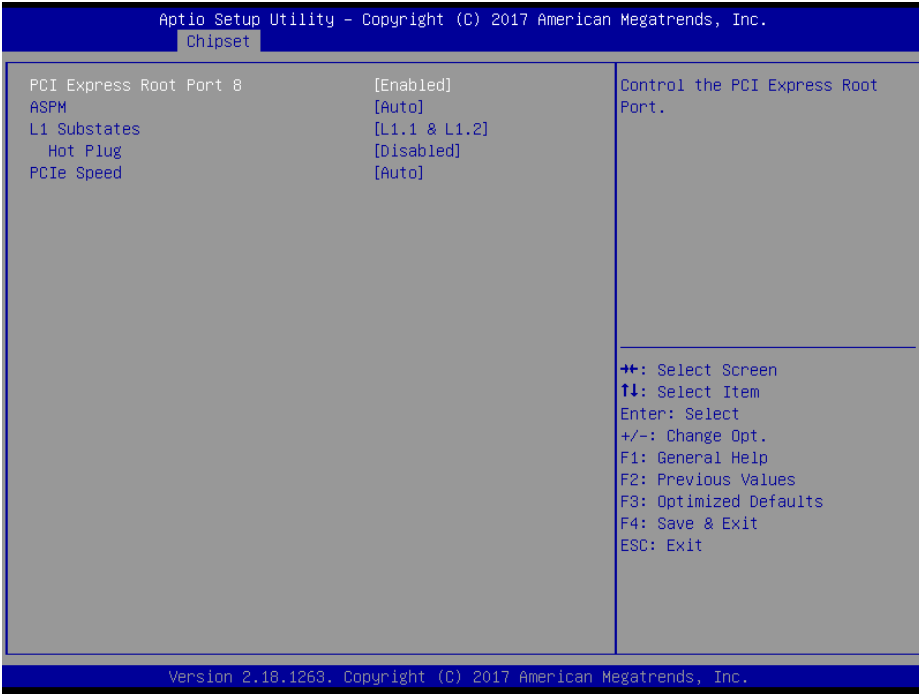 Aptio Setup Utility – Copyright (C) 2017 American Megatrends, Inc.
Chipset
PCI Express Root Port 8 [Enabled]
ASPM [Auto]
L1 Substates [L1.1 & L1.2]
Hot Plug [Disabled]
PCIe Speed [Auto]
Control the PCI Express Root
Port.
→←: Select Screen
↑↓: Select Item
Enter: Select
+/-: Change Opt.
F1: General Help
F2: Previous Values
F3: Optimized Defaults
F4: Save & Exit
ESC: Exit
Version 2.18.1263. Copyright (C) 2017 American Megatrends, Inc.